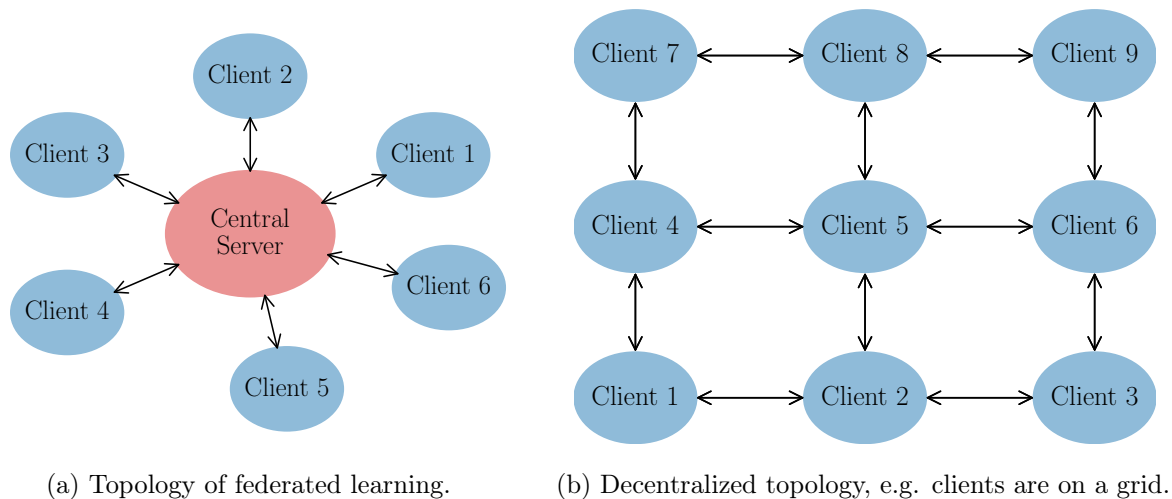 Client 2
Client 3
Client 1
Central
Server
Client 4
Client 6
Client 5
(a) Topology of federated learning.
Client 7
Client 8
Client 9
Client 4
Client 5
Client 6
Client 1
Client 2
Client 3
(b) Decentralized topology, e.g. clients are on a grid.